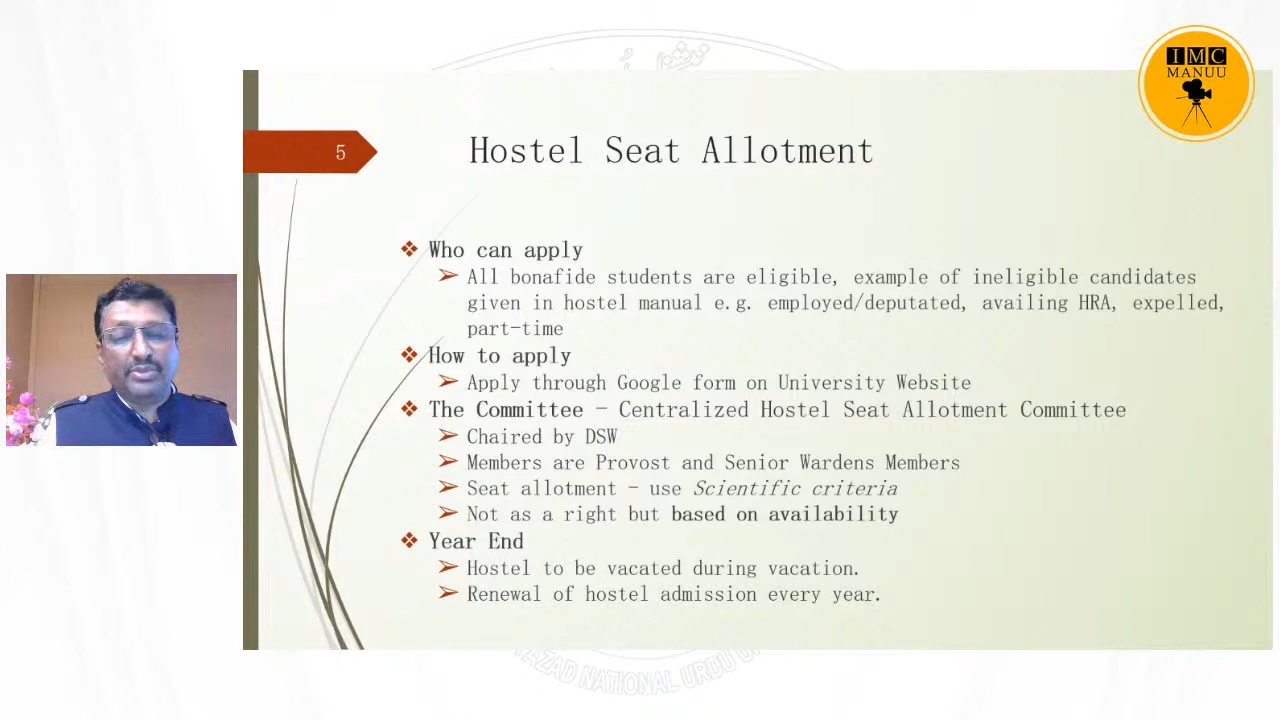 IMC
MANUU
5
Hostel Seat Allotment
Who can apply
All bonafide students are eligible, example of ineligible candidates
given in hostel manual e.g. employed/deputated, availing HRA, expelled,
part-time
How to apply
Apply through Google form on University Website
The Committee – Centralized Hostel Seat Allotment Committee
Chaired by DSW
Members are Provost and Senior Wardens Members
Seat allotment – use Scientific criteria
Not as a right but based on availability
Year End
Hostel to be vacated during vacation.
Renewal of hostel admission every year.
AZAD NATIONAL URDU